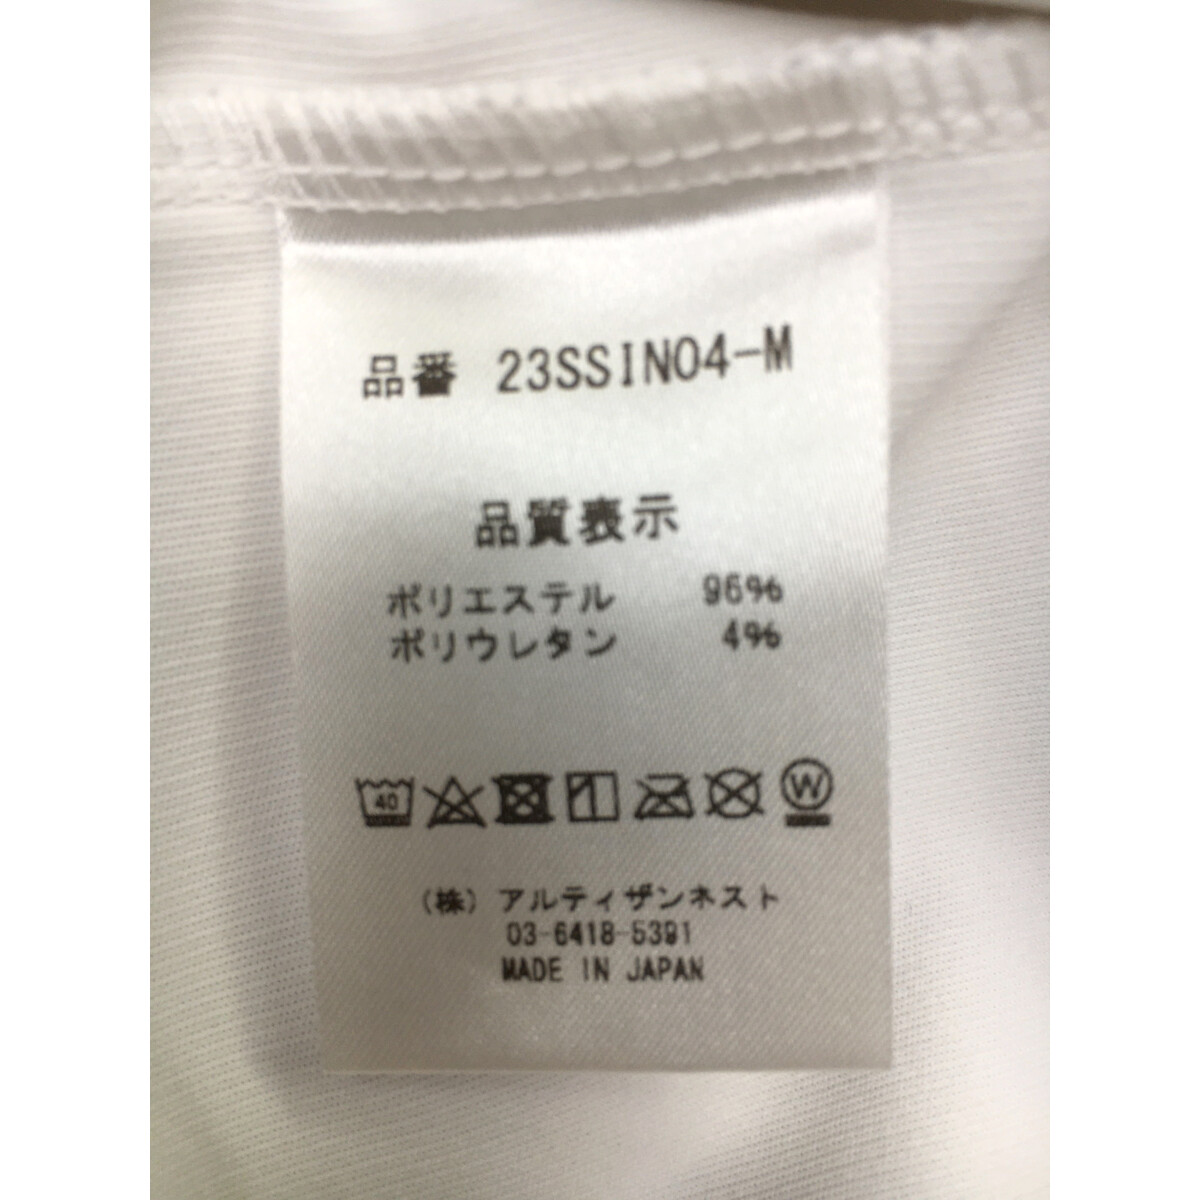 品番 23SSIN04-M
品質表示
ポリエステル 96%
ポリウレタン 4%
40 W
(株) アルティザンネスト
03-6418-5391
MADE IN JAPAN